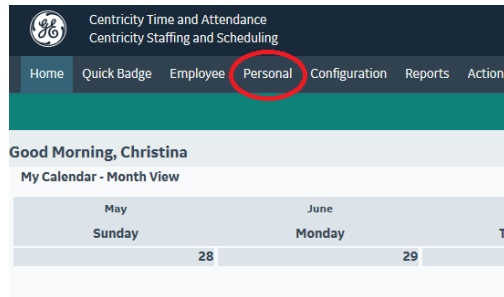 Centricity Time and Attendance
Centricity Staffing and Scheduling
Home Quick Badge Employee Personal Configuration Reports Action
Good Morning, Christina
My Calendar - Month View
May June
Sunday Monday T
28 29